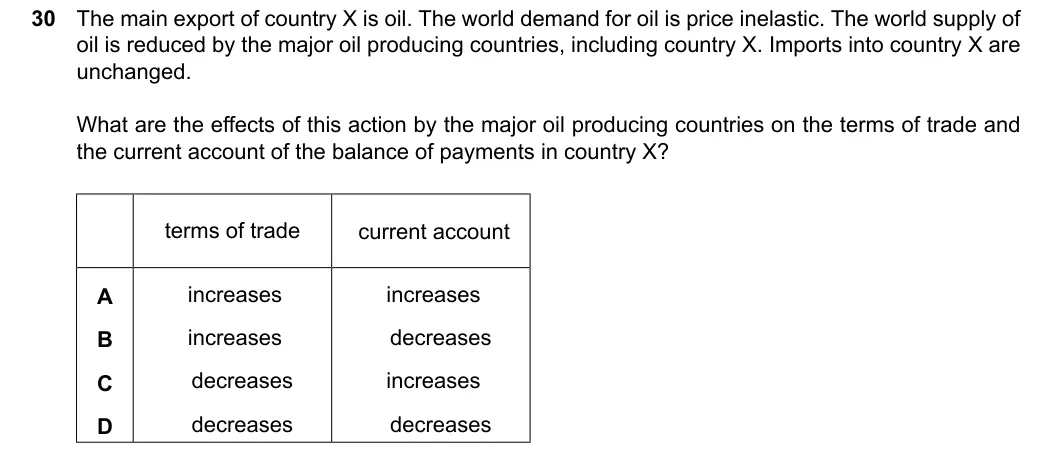 30 The main export of country X is oil. The world demand for oil is price inelastic. The world supply of
oil is reduced by the major oil producing countries, including country X. Imports into country X are
unchanged.
What are the effects of this action by the major oil producing countries on the terms of trade and
the current account of the balance of payments in country X?
terms of trade current account
A increases increases
B increases decreases
C decreases increases
D decreases decreases